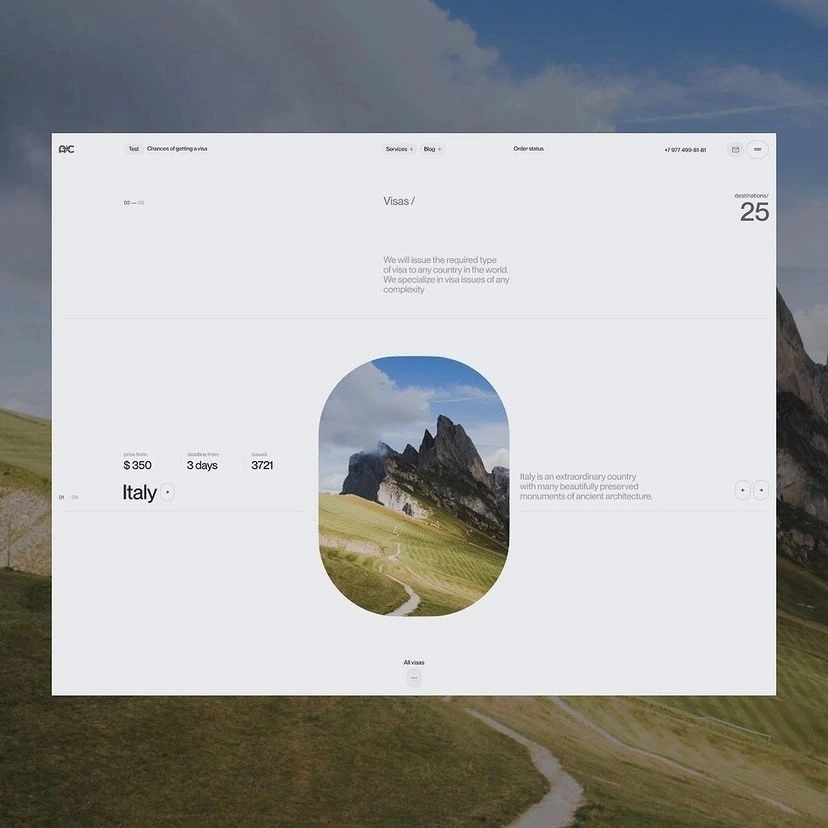 Test
Chances of getting a visa
Services +
Blog +
Order status
+7 977 499-81-81
02 — 03
Visas /
destinations/
25
We will issue the required type
of visa to any country in the world.
We specialize in visa issues of any
complexity
price from:
deadline from:
issued:
$ 350
3 days
3721
01
04
Italy +
Italy is an extraordinary country
with many beautifully preserved
monuments of ancient architecture.
All visas